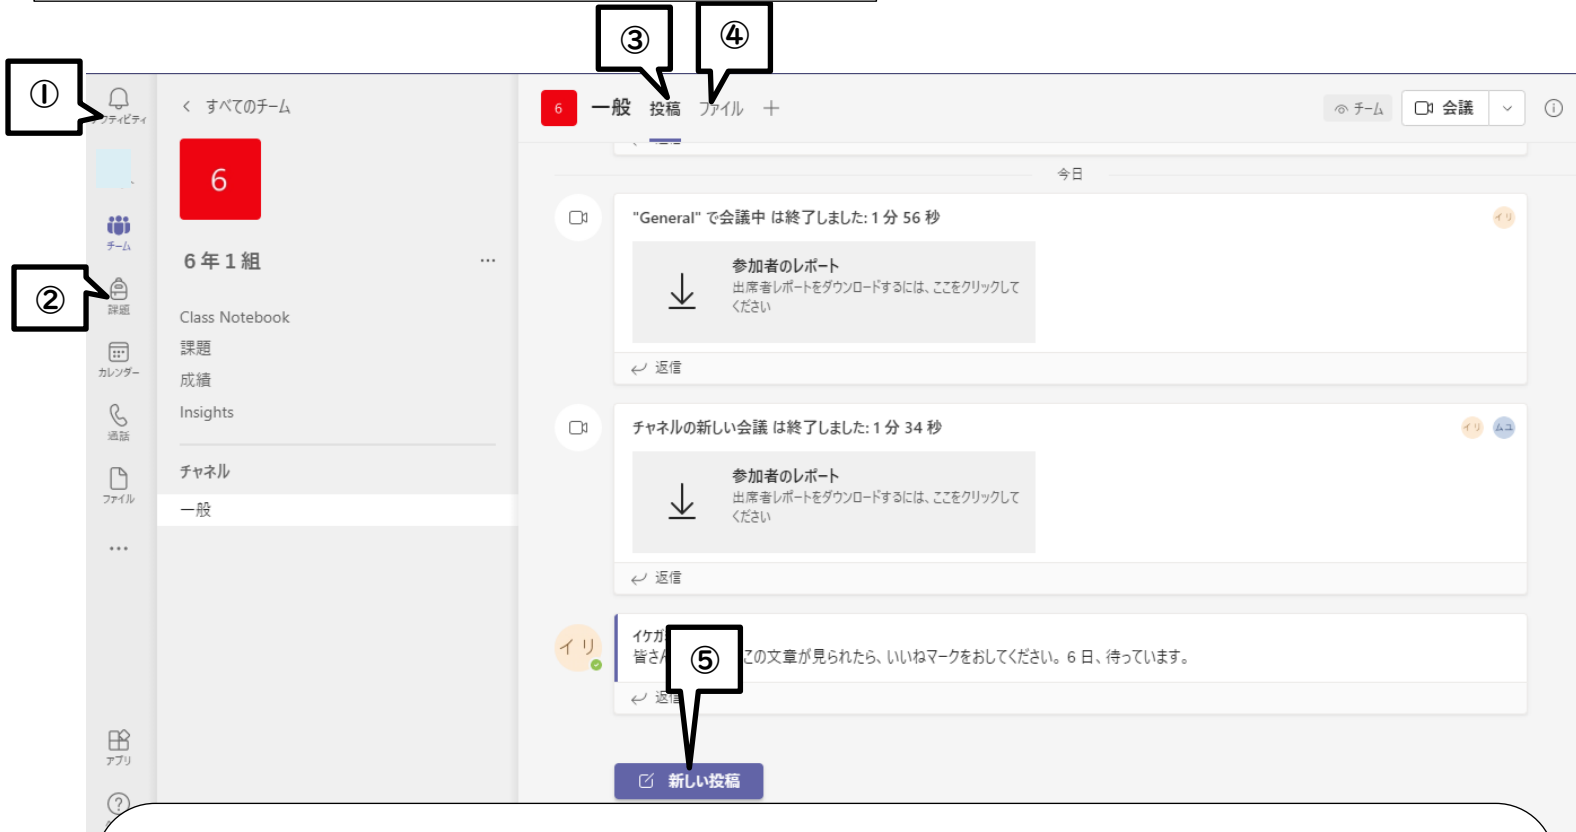 ③
④
①
アクティビティ
< すべてのチーム
6 一般 投稿 ファイル +
チーム
会議
今日
6
チーム
6年1組
…
②
課題
カレンダー
通話
ファイル
…
Class Notebook
課題
成績
Insights
チャネル
一般
"General" で会議中 は終了しました: 1 分 56 秒
イリ
参加者のレポート
出席者レポートをダウンロードするには、ここをクリックして
ください
返信
チャネルの新しい会議 は終了しました: 1 分 34 秒
イリ ムユ
参加者のレポート
出席者レポートをダウンロードするには、ここをクリックして
ください
返信
イリ
イケガ
皆さん
⑤
この文章が見られたら、いいねマークをおしてください。6 日、待っています。
返信
新しい投稿
アプリ